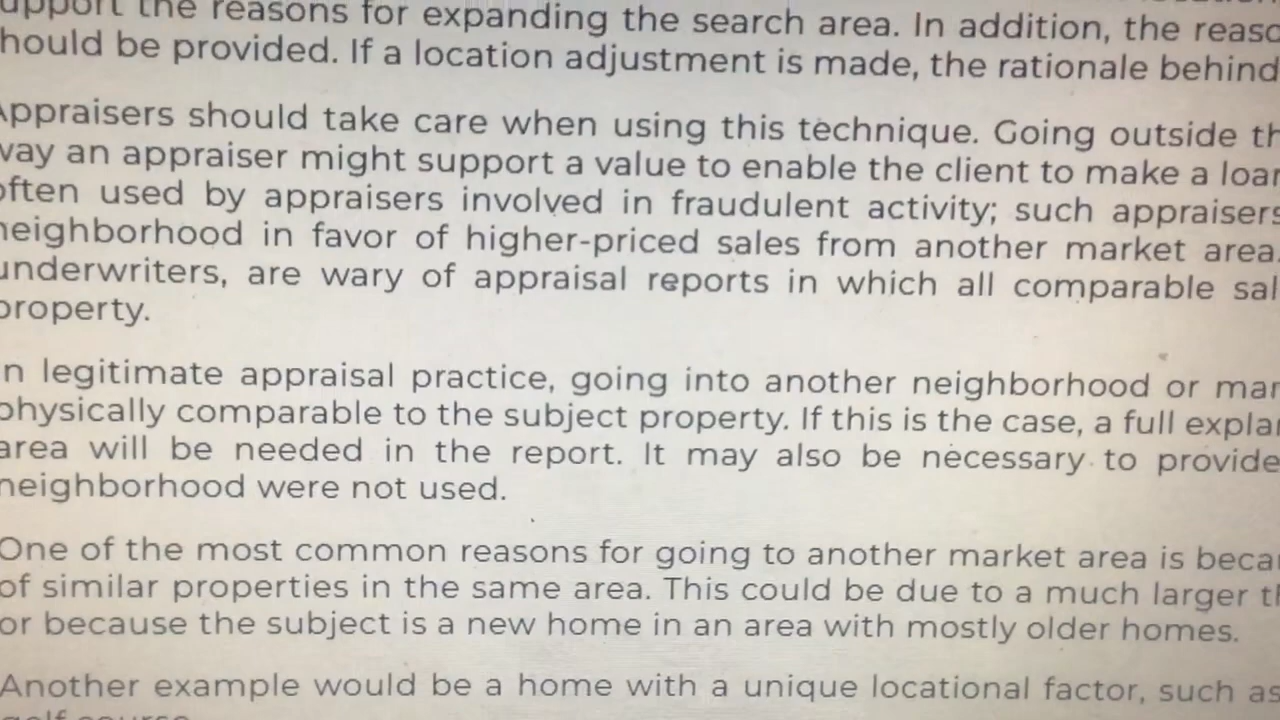 upport the reasons for expanding the search area. In addition, the reaso
hould be provided. If a location adjustment is made, the rationale behind
Appraisers should take care when using this technique. Going outside th
way an appraiser might support a value to enable the client to make a loan
often used by appraisers involved in fraudulent activity; such appraisers
neighborhood in favor of higher-priced sales from another market area.
underwriters, are wary of appraisal reports in which all comparable sal
property.
In legitimate appraisal practice, going into another neighborhood or mar
physically comparable to the subject property. If this is the case, a full explan
area will be needed in the report. It may also be necessary to provide
neighborhood were not used.
One of the most common reasons for going to another market area is becau
of similar properties in the same area. This could be due to a much larger th
or because the subject is a new home in an area with mostly older homes.
Another example would be a home with a unique locational factor, such as
golf course